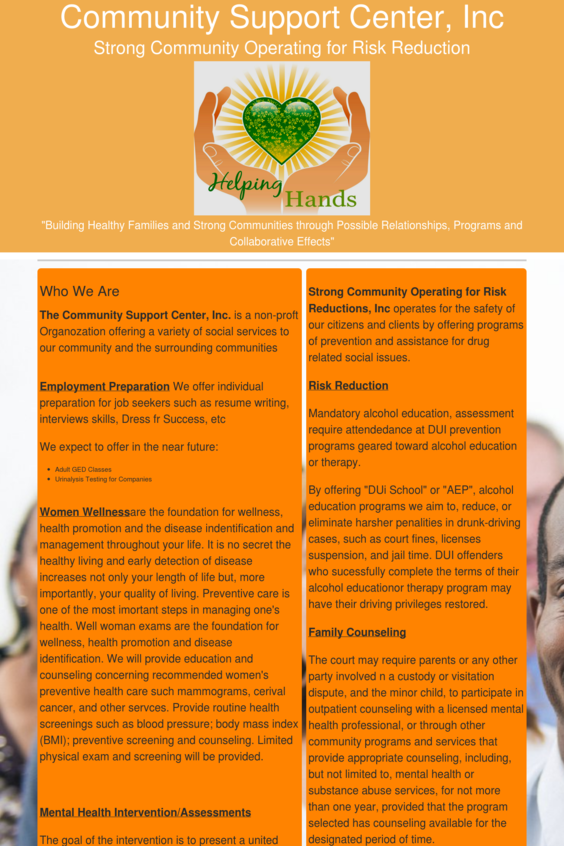 Community Support Center, Inc
Strong Community Operating for Risk Reduction
Helping
Hands
"Building Healthy Families and Strong Communities through Possible Relationships, Programs and
Collaborative Effects"
Who We Are
The Community Support Center, Inc. is a non-proft
Organozation offering a variety of social services to
our community and the surrounding communities
Employment Preparation We offer individual
preparation for job seekers such as resume writing,
interviews skills, Dress fr Success, etc
We expect to offer in the near future:
• Adult GED Classes
• Urinalysis Testing for Companies
Women Wellnessare the foundation for wellness,
health promotion and the disease indentification and
management throughout your life. It is no secret the
healthy living and early detection of disease
increases not only your length of life but, more
importantly, your quality of living. Preventive care is
one of the most imortant steps in managing one's
health. Well woman exams are the foundation for
wellness, health promotion and disease
identification. We will provide education and
counseling concerning recommended women's
preventive health care such mammograms, cerival
cancer, and other servces. Provide routine health
screenings such as blood pressure; body mass index
(BMI); preventive screening and counseling. Limited
physical exam and screening will be provided.
Mental Health Intervention/Assessments
The goal of the intervention is to present a united
Strong Community Operating for Risk
Reductions, Inc operates for the safety of
our citizens and clients by offering programs
of prevention and assistance for drug
related social issues.
Risk Reduction
Mandatory alcohol education, assessment
require attendedance at DUI prevention
programs geared toward alcohol education
or therapy.
By offering "DUi School" or "AEP", alcohol
education programs we aim to, reduce, or
eliminate harsher penalities in drunk-driving
cases, such as court fines, licenses
suspension, and jail time. DUI offenders
who sucessfully complete the terms of their
alcohol educationor therapy program may
have their driving privileges restored.
Family Counseling
The court may require parents or any other
party involved n a custody or visitation
dispute, and the minor child, to participate in
outpatient counseling with a licensed mental
health professional, or through other
community programs and services that
provide appropriate counseling, including,
but not limited to, mental health or
substance abuse services, for not more
than one year, provided that the program
selected has counseling available for the
designated period of time.